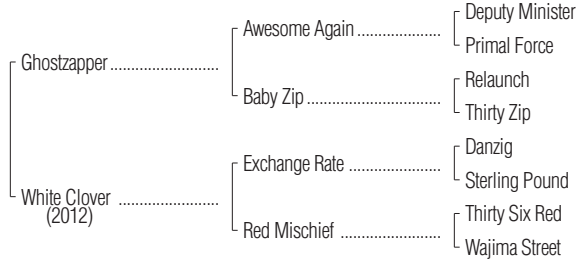 Deputy Minister
Awesome Again
Primal Force
Ghostzapper
Relaunch
Baby Zip
Thirty Zip
Danzig
Exchange Rate
Sterling Pound
White Clover
(2012)
Thirty Six Red
Red Mischief
Wajima Street